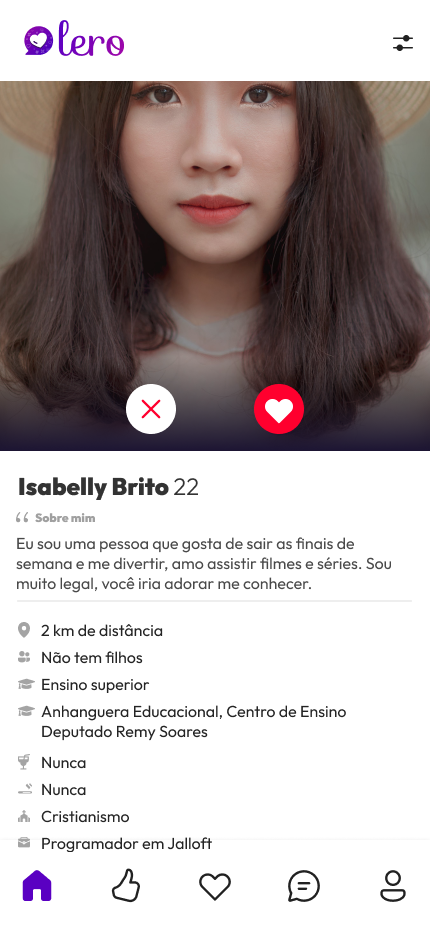 lero
Isabelly Brito 22
Sobre mim
Eu sou uma pessoa que gosta de sair as finais de
semana e me divertir, amo assistir filmes e séries. Sou
muito legal, você iria adorar me conhecer.
2 km de distância
Não tem filhos
Ensino superior
Anhanguera Educacional, Centro de Ensino
Deputado Remy Soares
Nunca
Nunca
Cristianismo
Programador em Jalloft